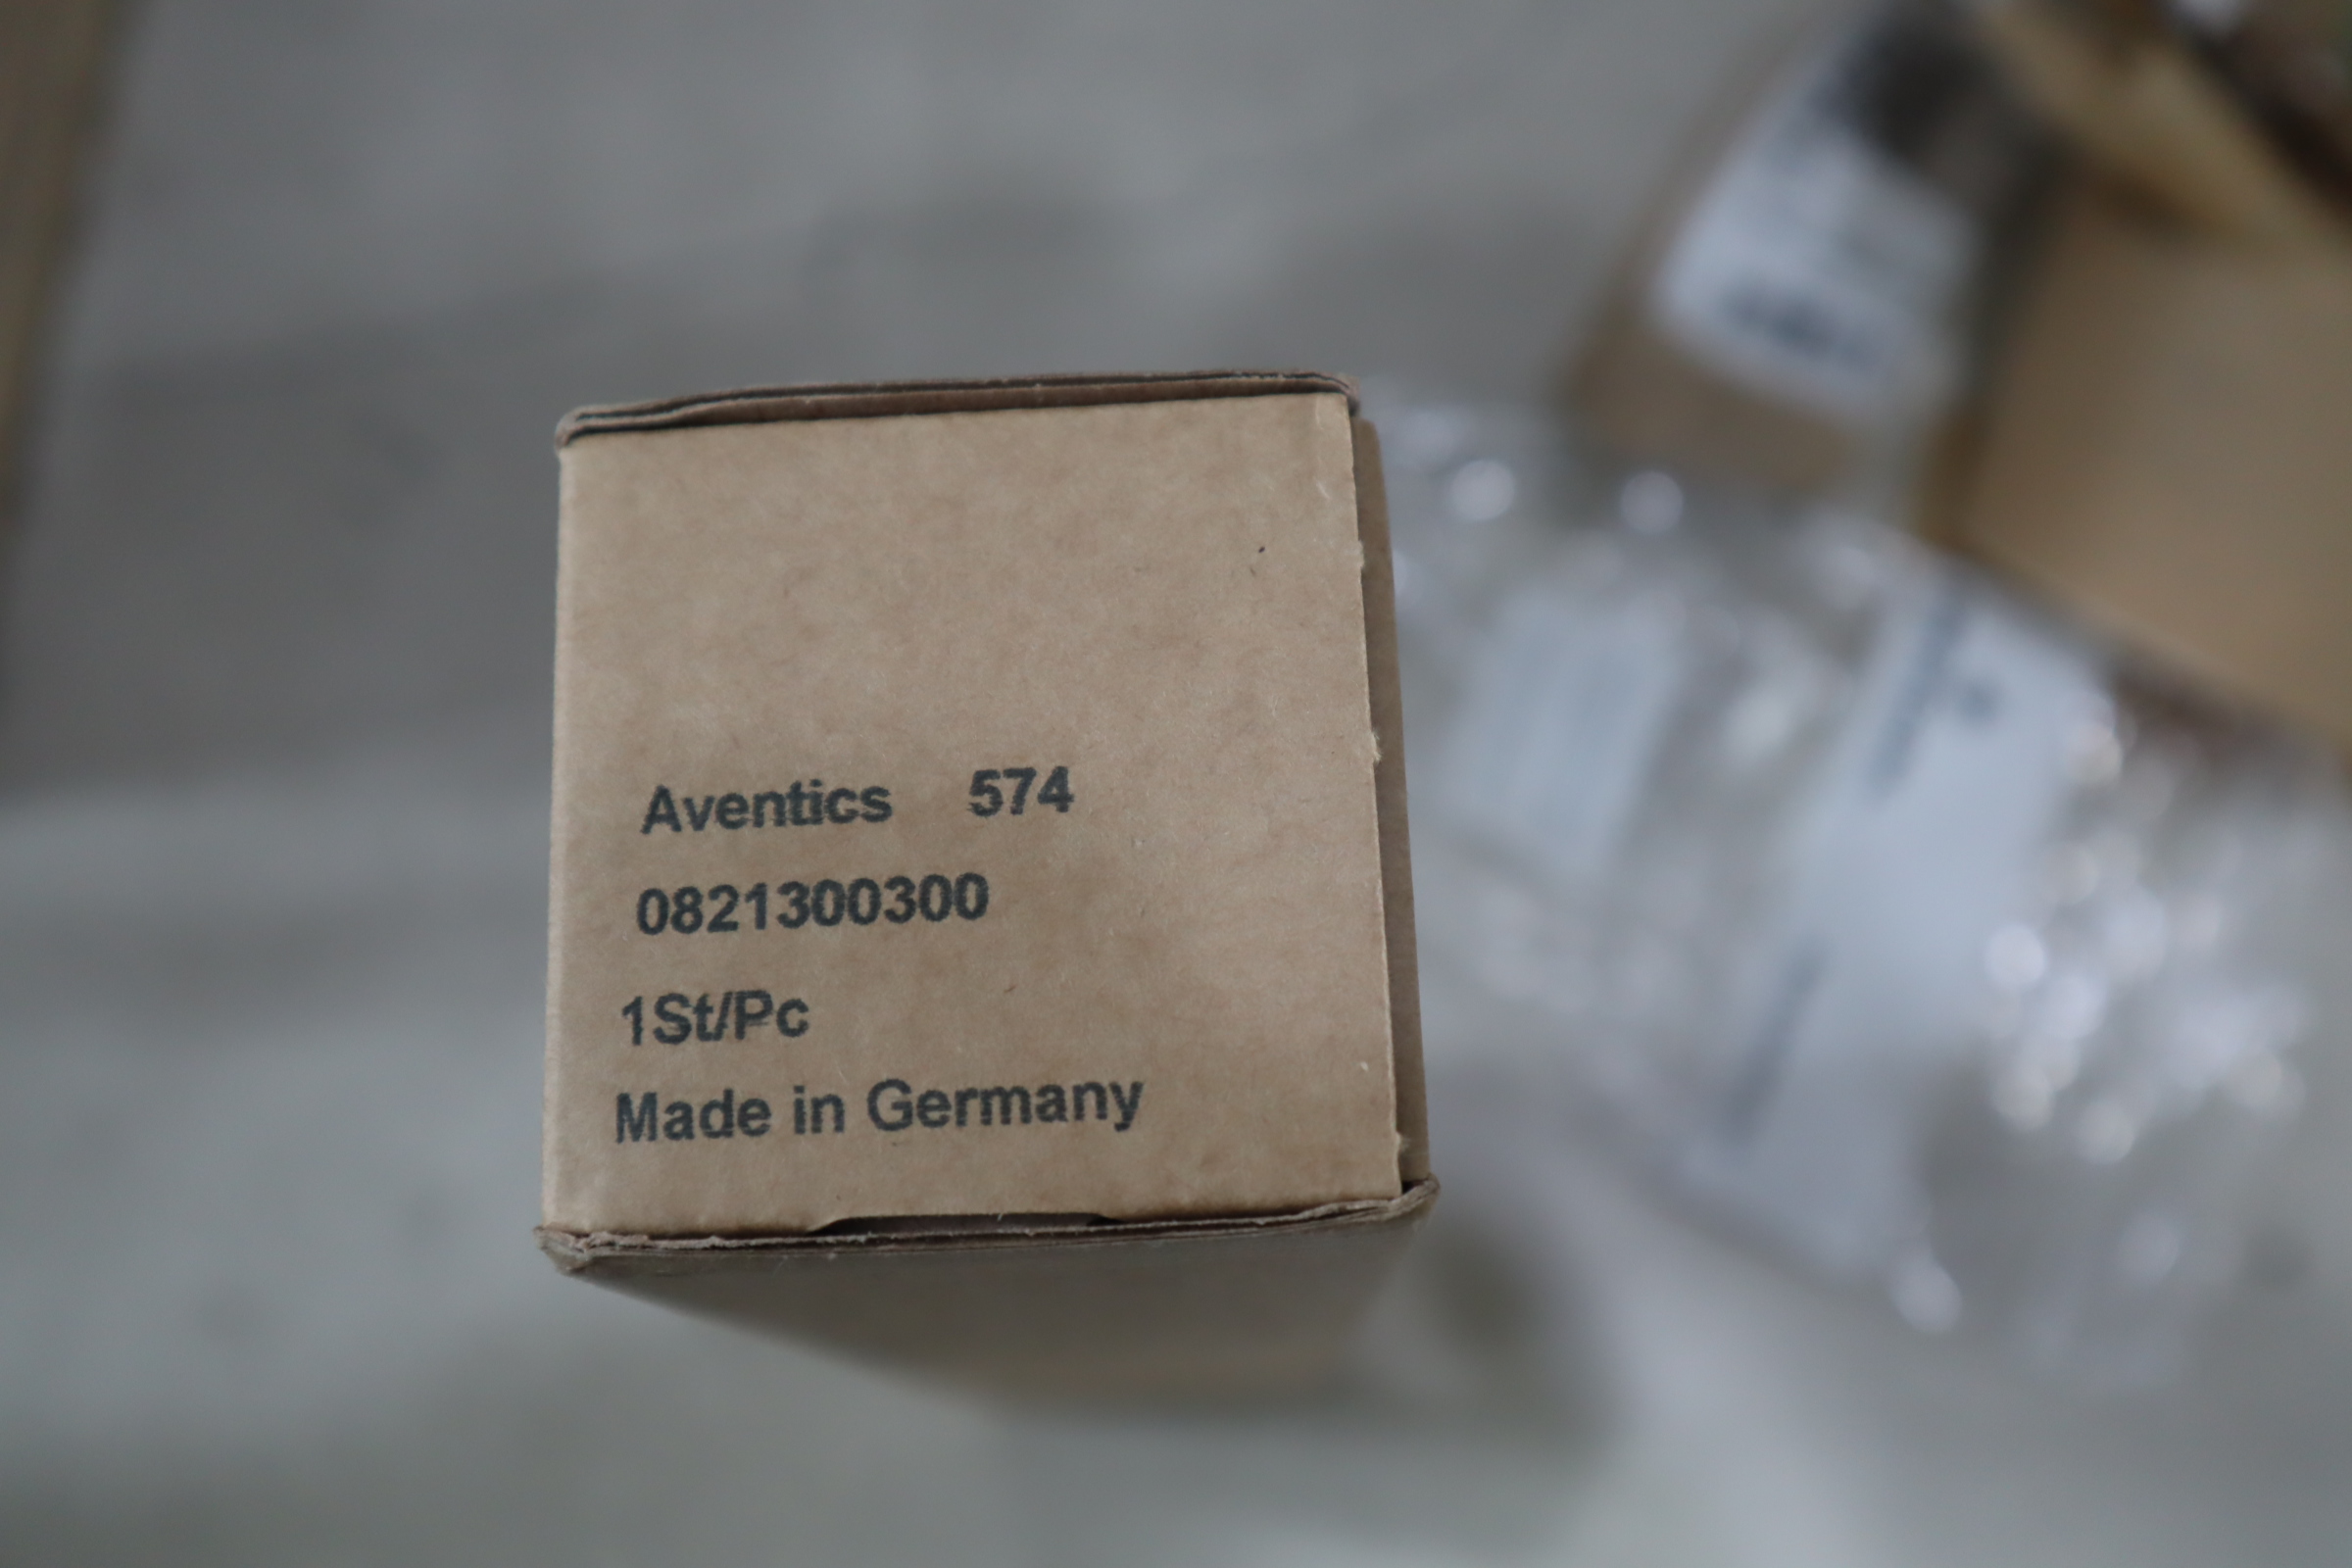 Aventics 574
0821300300
1St/Pc
Made in Germany